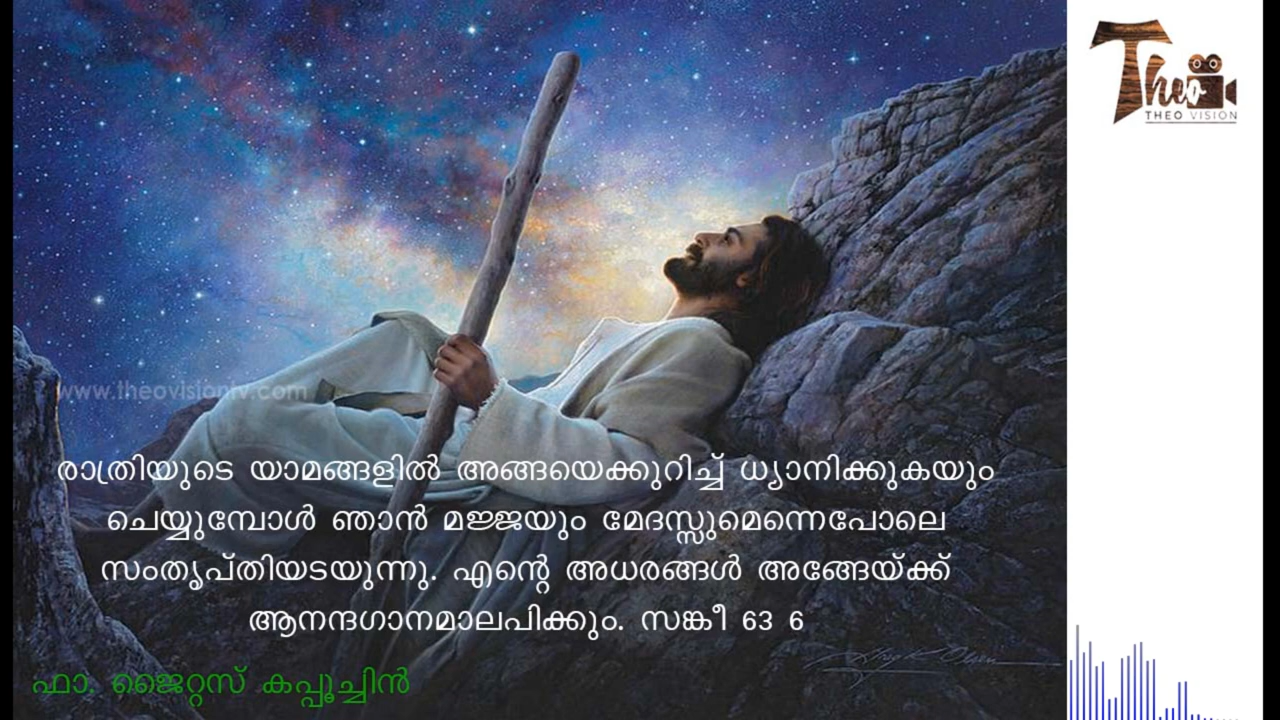 Theo
THEO VISION
www.theovisiontv.com
രാത്രിയുടെ യാമങ്ങളിൽ അങ്ങയെക്കുറിച്ച് ധ്യാനിക്കുകയും
ചെയ്യുമ്പോൾ ഞാൻ മജ്ജയും മേദസ്സുമെന്നെപോലെ
സംതൃപ്തിയടയുന്നു. എന്റെ അധരങ്ങൾ അങ്ങേയ്ക്ക്
ആനന്ദഗാനമാലപിക്കും. സങ്കീ 63 6
ഫാ. ജൈറ്റസ് കപ്പൂച്ചിൻ